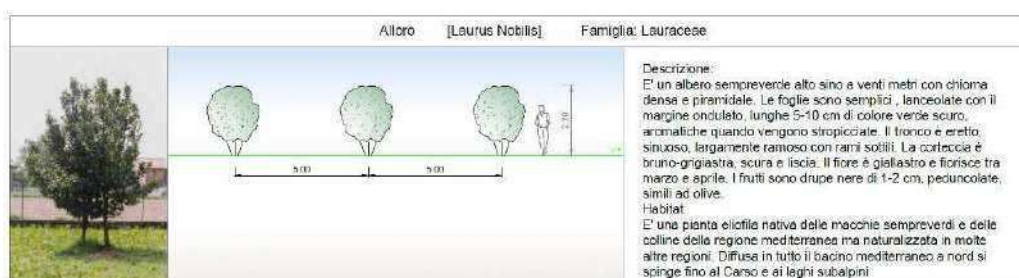 Alloro [Laurus Nobilis] Famiglia: Lauraceae
Descrizione:
E' un albero sempreverde alto sino a venti metri con chioma
densa e piramidale. Le foglie sono semplici , lanceolate con il
margine ondulato, lunghe 5-10 cm di colore verde scuro,
aromatiche quando vengono stropicciate. Il tronco è eretto,
sinuoso, largamente ramoso con rami sottili. La corteccia è
bruno-grigiastra, scura e liscia. Il fiore è giallastro e fiorisce tra
marzo e aprile. I frutti sono drupe nere di 1-2 cm, peduncolate,
simili ad olive.
Habitat
E' una pianta eliofila nativa delle macchie sempreverdi e delle
colline della regione mediterranea ma naturalizzata in molte
altre regioni. Diffusa in tutto il bacino mediterraneo a nord si
spinge fino al Carso e ai laghi subalpini
5.00 5.00